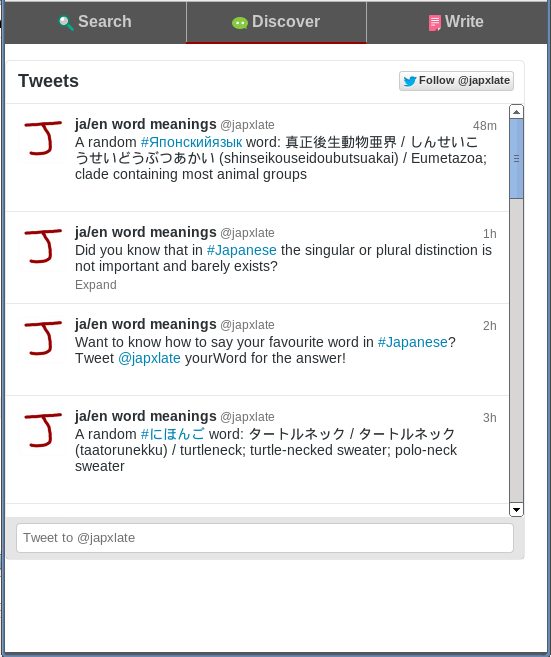 Search
Discover
Write
Tweets
Follow @japxlate
ja/en word meanings @japxlate 48m
A random #Японскийязык word: 真正後生動物亜界 / しんせいこ
うせいどうぶつあかい (shinseikouseidoubutsuakai) / Eumetazoa;
clade containing most animal groups
ja/en word meanings @japxlate 1h
Did you know that in #Japanese the singular or plural distinction is
not important and barely exists?
Expand
ja/en word meanings @japxlate 2h
Want to know how to say your favourite word in #Japanese?
Tweet @japxlate yourWord for the answer!
ja/en word meanings @japxlate 3h
A random #にほんご word: タートルネック / タートルネック
(taatorunekku) / turtleneck; turtle-necked sweater; polo-neck
sweater
Tweet to @japxlate